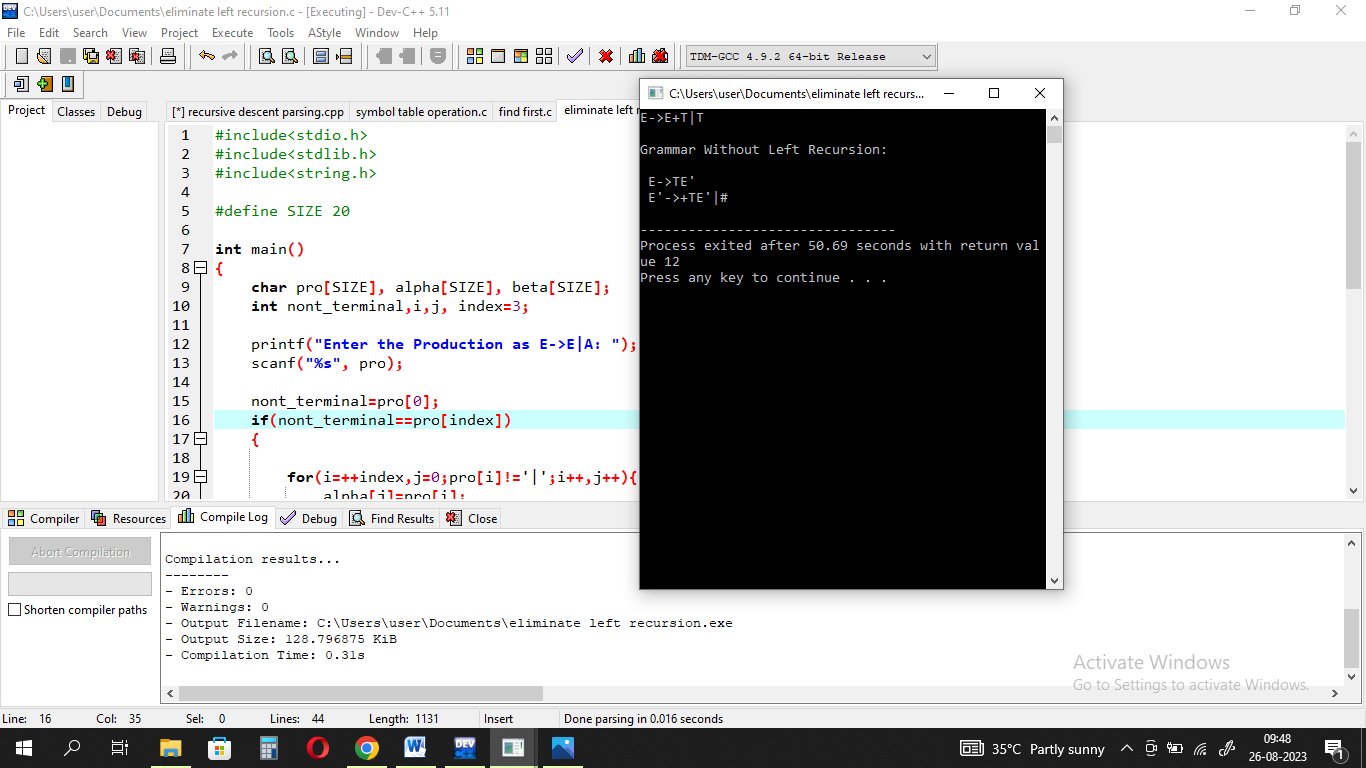 C:\Users\user\Documents\eliminate left recursion.c - [Executing] - Dev-C++ 5.11
File Edit Search View Project Execute Tools AStyle Window Help
TDM-GCC 4.9.2 64-bit Release
Project Classes Debug
[*] recursive descent parsing.cpp symbol table operation.c find first.c eliminate left r
1 #include<stdio.h>
2 #include<stdlib.h>
3 #include<string.h>
4
5 #define SIZE 20
6
7 int main()
8 {
9 char pro[SIZE], alpha[SIZE], beta[SIZE];
10 int nont_terminal,i,j, index=3;
11
12 printf("Enter the Production as E->E|A: ");
13 scanf("%s", pro);
14
15 nont_terminal=pro[0];
16 if(nont_terminal==pro[index])
17 {
18
19 for(i=++index,j=0;pro[i]!='|';i++,j++){
20 alpha[j]=pro[i];
C:\Users\user\Documents\eliminate left recurs...
E->E+T|T
Grammar Without Left Recursion:
E->TE'
E'->+TE'|#
--------------------------------
Process exited after 50.69 seconds with return val
ue 12
Press any key to continue . . .
Compiler Resources Compile Log Debug Find Results Close
Abort Compilation
Shorten compiler paths
Compilation results...
--------
- Errors: 0
- Warnings: 0
- Output Filename: C:\Users\user\Documents\eliminate left recursion.exe
- Output Size: 128.796875 KiB
- Compilation Time: 0.31s
Activate Windows
Go to Settings to activate Windows.
Line: 16 Col: 35 Sel: 0 Lines: 44 Length: 1131 Insert Done parsing in 0.016 seconds
35°C Partly sunny
09:48
26-08-2023
1